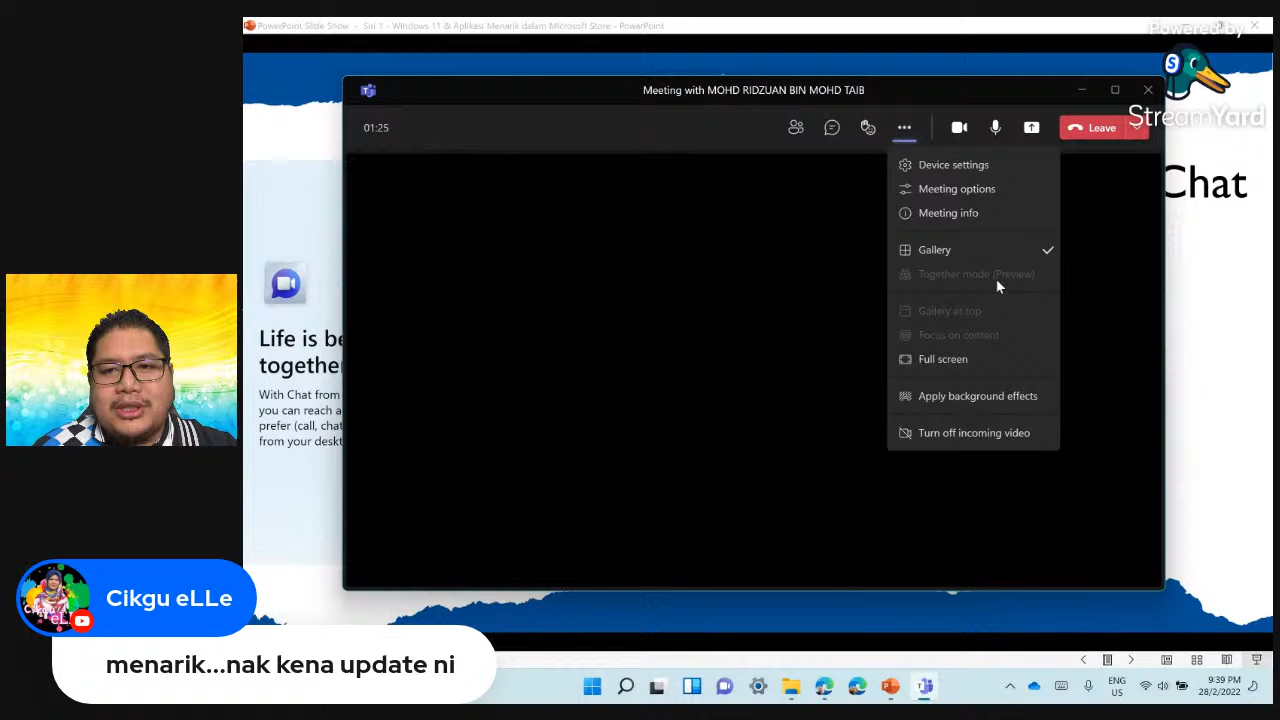 PowerPoint Slide Show - Siri 1 - Windows 11 & Aplikasi Menarik dalam Microsoft Store - PowerPoint
Powered by
S
StreamYard
Meeting with MOHD RIDZUAN BIN MOHD TAIB
01:25
Leave
Device settings
Meeting options
Meeting info
Gallery
Together mode (Preview)
Gallery at top
Focus on content
Full screen
Apply background effects
Turn off incoming video
Chat
Life is be
together
With Chat from
you can reach a
prefer (call, chat
from your deskt
Cikgu eLLe
menarik...nak kena update ni
ENG
US
9:39 PM
28/2/2022